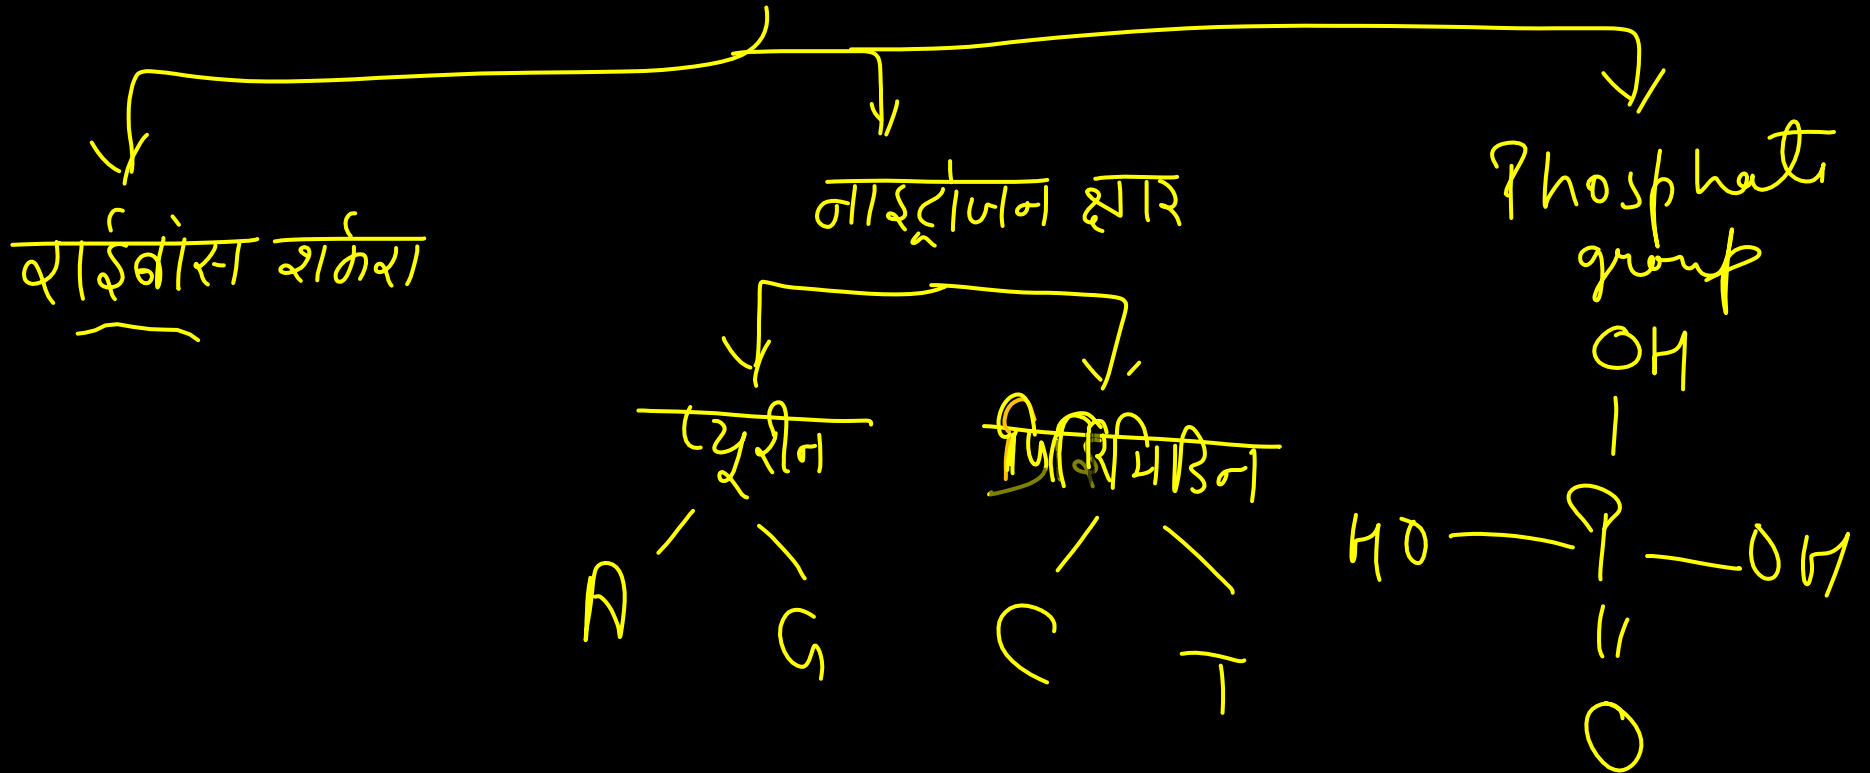 राईबोस शर्करा
नाइट्रोजन क्षार
Phosphate
group
प्यूरीन
पिरिमिडिन
A
G
C
T
OH
HO
P
OH
O